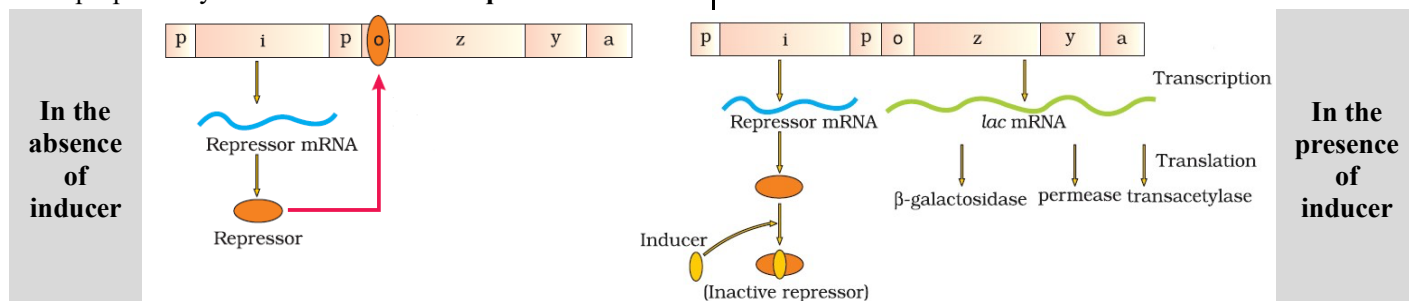 In the
absence
of
inducer
p i p o z y a
Repressor mRNA
Repressor
p i p o z y a
Transcription
Repressor mRNA
lac mRNA
Translation
β-galactosidase permease transacetylase
Inducer
(Inactive repressor)
In the
presence
of
inducer